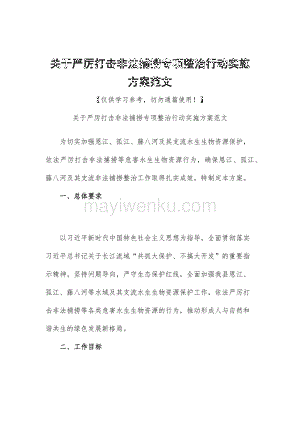 关于严厉打击非法捕捞专项整治行动实施
方案范文
【仅供学习参考，切勿通篇使用！】
关于严厉打击非法捕捞专项整治行动实施方案范文
为切实加强恩江、孤江、藤八河及其支流水生生物资源保护，
依法严厉打击非法捕捞等危害水生生物资源行为，确保恩江、孤江、
藤八河及其支流非法捕捞整治工作取得扎实成效。特制定本方案。
一、总体要求
mayiwenku.com
以习近平新时代中国特色社会主义思想为指导，全面贯彻落实
习近平总书记关于长江流域“共抓大保护、不搞大开发”的重要指
示精神。坚持问题导向，严守生态保护红线。全面加强我县恩江、
孤江、藤八河等水域及其支流水生生物资源保护工作，依法严厉打
击非法捕捞等各类危害水生生物资源的行为，推动形成人与自然和
谐共生的绿色发展新格局。
二、工作目标